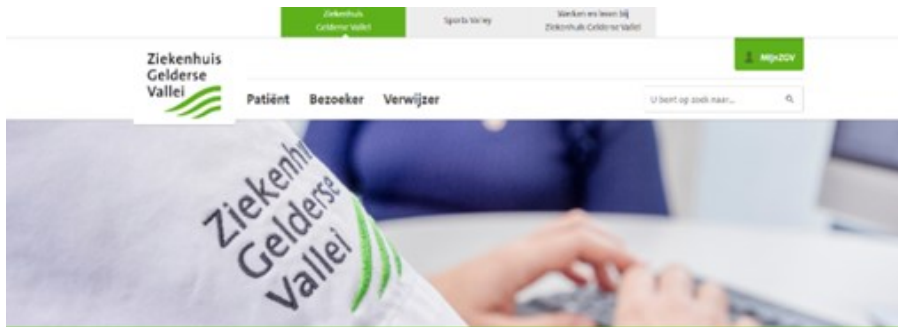 Ziekenhuis
Gelderse Vallei
Sports Valley
Werken en leren bij
Ziekenhuis Gelderse Vallei
MijnZGV
Ziekenhuis
Gelderse
Vallei
Patiënt Bezoeker Verwijzer
U bent op zoek naar...
Ziekenhuis
Gelderse
Vallei